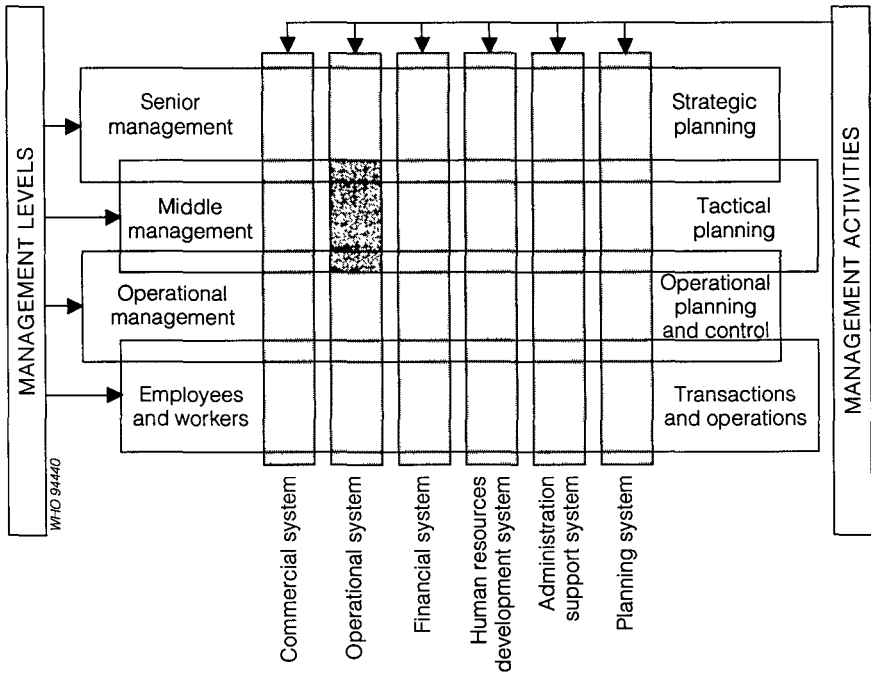 MANAGEMENT LEVELS
WHO 94440
Senior
management
Middle
management
Operational
management
Employees
and workers
Strategic
planning
Tactical
planning
Operational
planning
and control
Transactions
and operations
MANAGEMENT ACTIVITIES
Commercial system
Operational system
Financial system
Human resources
development system
Administration
support system
Planning system